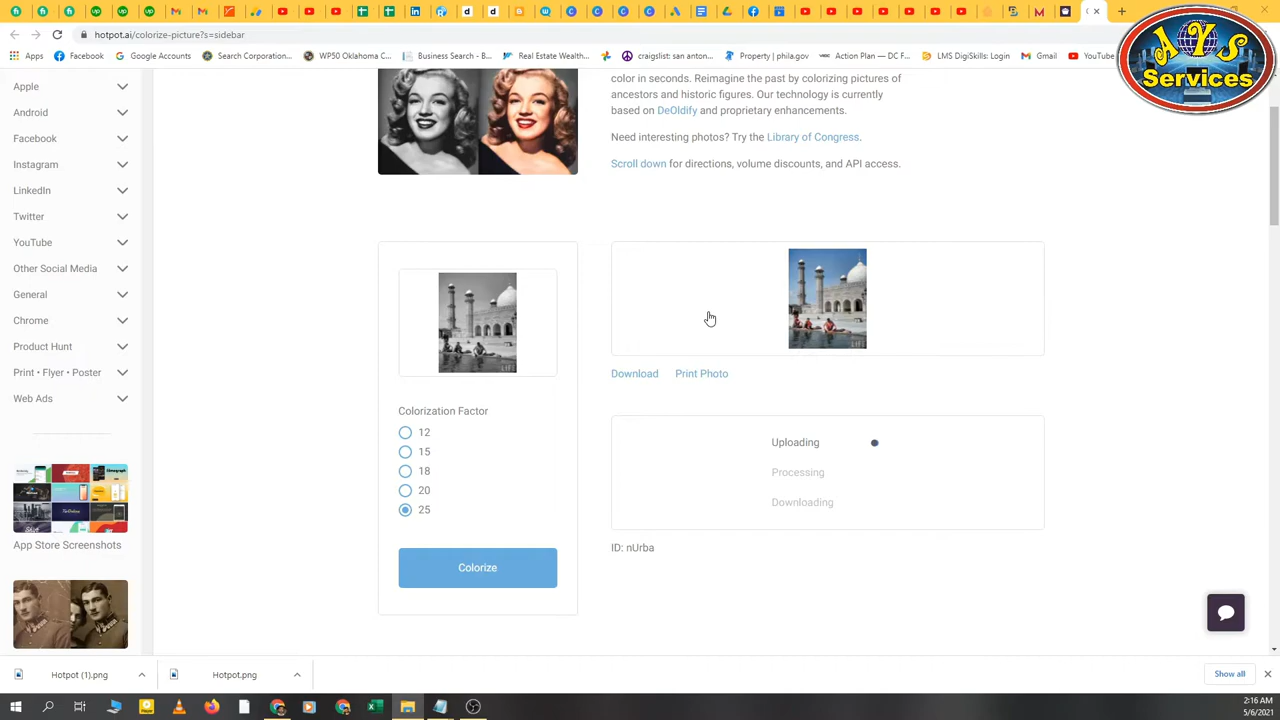 hotpot.ai/colorize-picture?s=sidebar
Apps Facebook Google Accounts Search Corporation... WP50 Oklahoma C... Business Search - B... Real Estate Wealth... craigslist: san anton... Property | phila.gov Action Plan — DC F... LMS DigiSkills: Login Gmail YouTube
AYS
Services
Apple
Android
Facebook
Instagram
LinkedIn
Twitter
YouTube
Other Social Media
General
Chrome
Product Hunt
Print • Flyer • Poster
Web Ads
App Store Screenshots
color in seconds. Reimagine the past by colorizing pictures of
ancestors and historic figures. Our technology is currently
based on DeOldify and proprietary enhancements.
Need interesting photos? Try the Library of Congress.
Scroll down for directions, volume discounts, and API access.
Colorization Factor
12
15
18
20
25
Colorize
LIFE
Download Print Photo
Uploading
Processing
Downloading
ID: nUrba
Hotpot (1).png Hotpot.png Show all
2:16 AM
5/6/2021